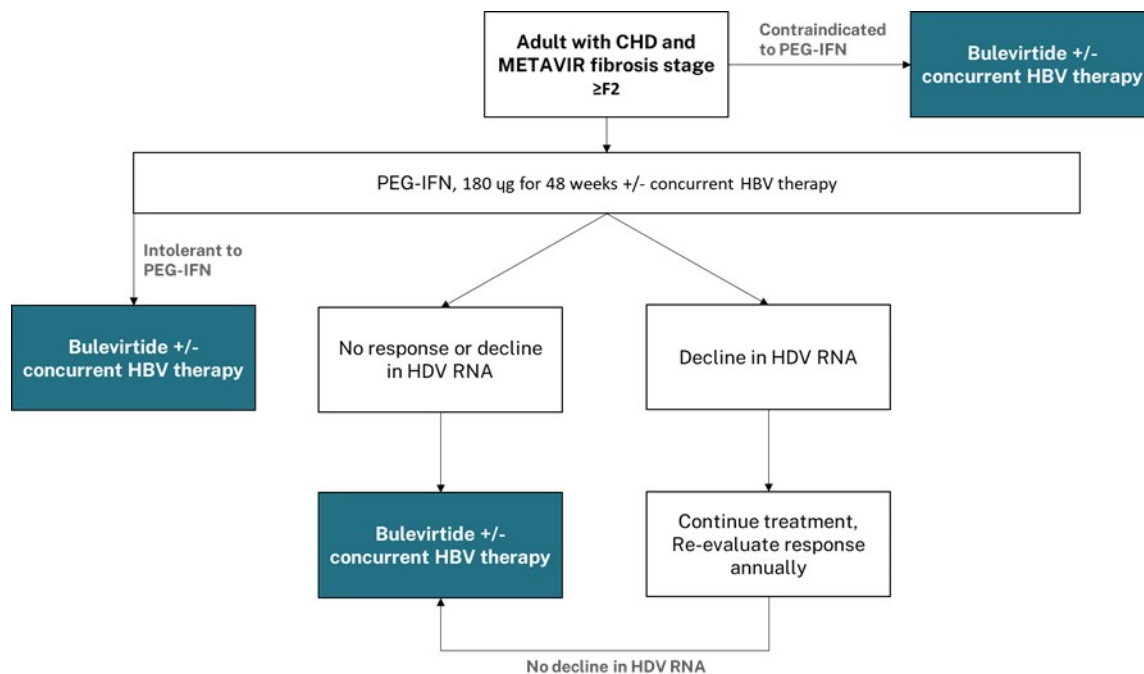 Adult with CHD and
METAVIR fibrosis stage
≥F2
Contraindicated
to PEG-IFN
Bulevirtide +/-
concurrent HBV therapy
PEG-IFN, 180 ųg for 48 weeks +/- concurrent HBV therapy
Intolerant to
PEG-IFN
Bulevirtide +/-
concurrent HBV therapy
No response or decline
in HDV RNA
Decline in HDV RNA
Bulevirtide +/-
concurrent HBV therapy
Continue treatment,
Re-evaluate response
annually
No decline in HDV RNA